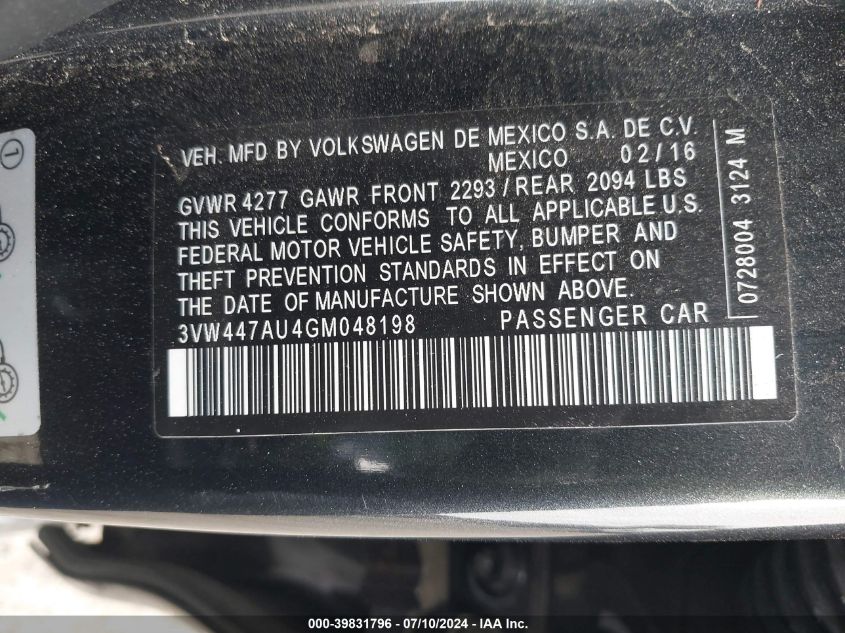 VEH. MFD BY VOLKSWAGEN DE MEXICO S.A. DE C.V.
MEXICO 02/16
GVWR 4277 GAWR FRONT 2293/REAR 2094 LBS
THIS VEHICLE CONFORMS TO ALL APPLICABLE U.S.
FEDERAL MOTOR VEHICLE SAFETY, BUMPER AND
THEFT PREVENTION STANDARDS IN EFFECT ON
THE DATE OF MANUFACTURE SHOWN ABOVE.
3VW447AU4GM048198 PASSENGER CAR
0728004 3124 M
000-39831796 - 07/10/2024 - IAA Inc.